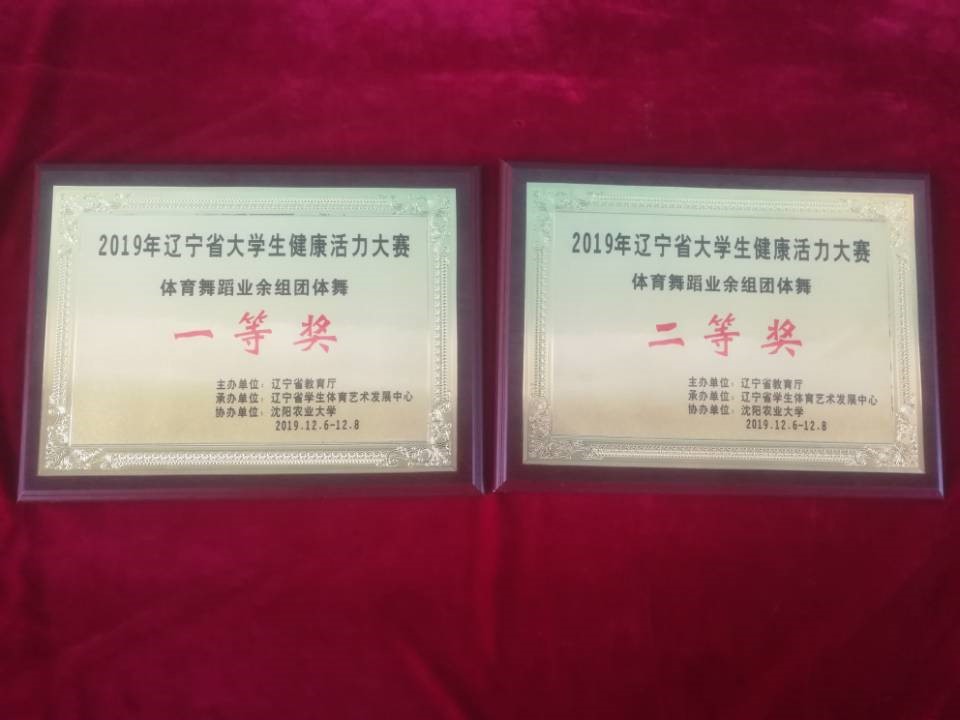 2019年辽宁省大学生健康活力大赛
体育舞蹈业余组团体舞
一等奖
主办单位：辽宁省教育厅
承办单位：辽宁省学生体育艺术发展中心
协办单位：沈阳农业大学
2019.12.6-12.8
2019年辽宁省大学生健康活力大赛
体育舞蹈业余组团体舞
二等奖
主办单位：辽宁省教育厅
承办单位：辽宁省学生体育艺术发展中心
协办单位：沈阳农业大学
2019.12.6-12.8